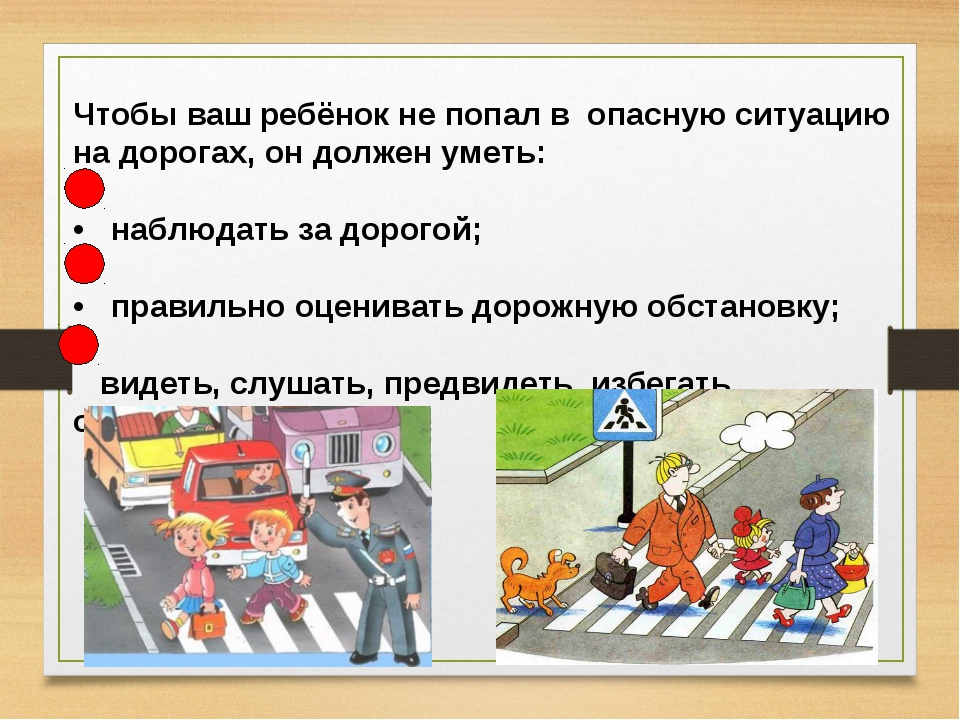 Чтобы ваш ребёнок не попал в опасную ситуацию
на дорогах, он должен уметь:
• наблюдать за дорогой;
• правильно оценивать дорожную обстановку;
видеть, слушать, предвидеть, избегать